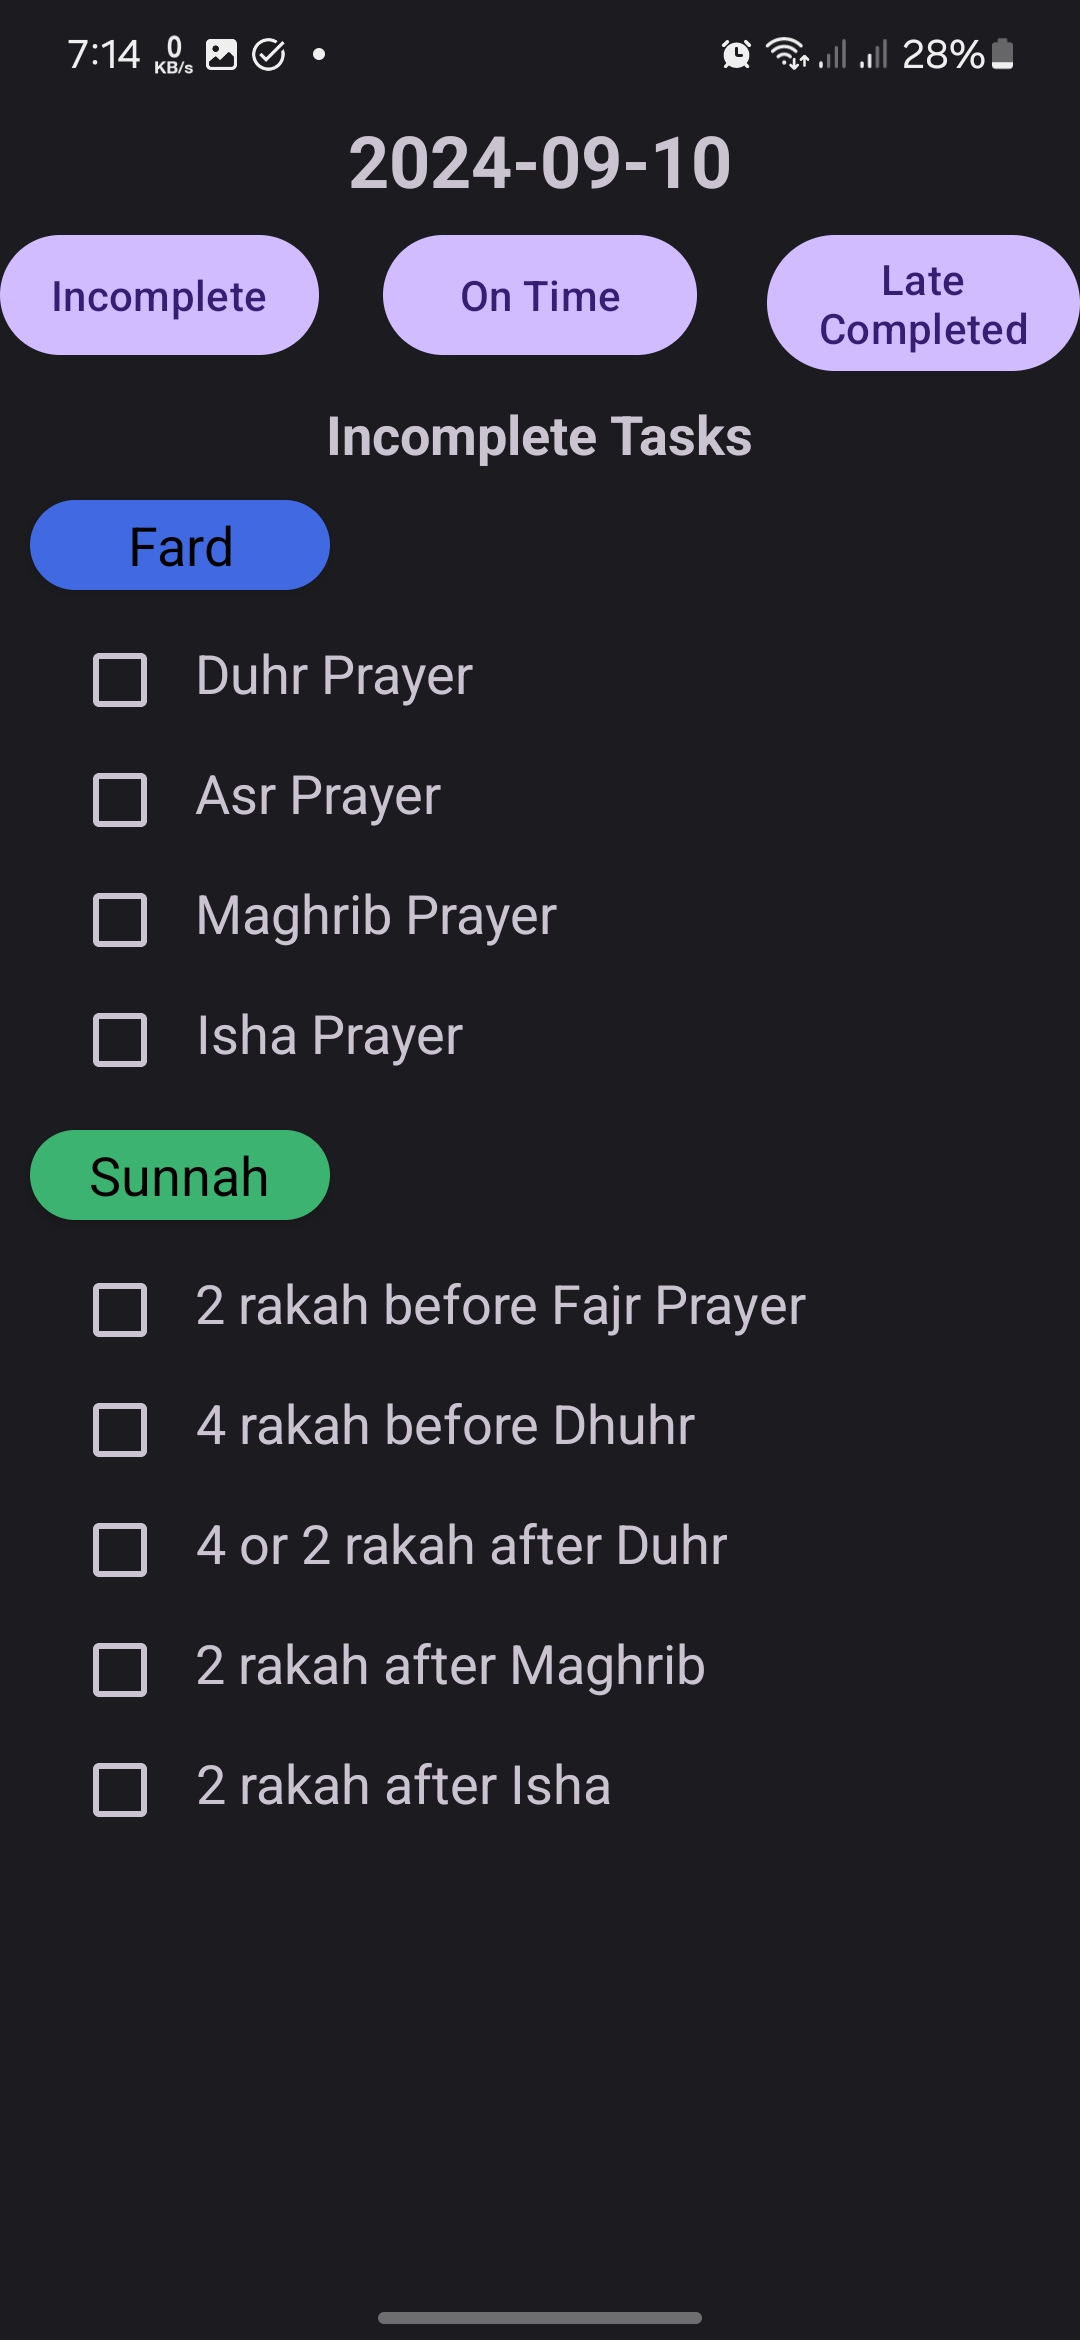 7:14 0 KB/s 28%
2024-09-10
Incomplete On Time Late Completed
Incomplete Tasks
Fard
Duhr Prayer
Asr Prayer
Maghrib Prayer
Isha Prayer
Sunnah
2 rakah before Fajr Prayer
4 rakah before Dhuhr
4 or 2 rakah after Duhr
2 rakah after Maghrib
2 rakah after Isha